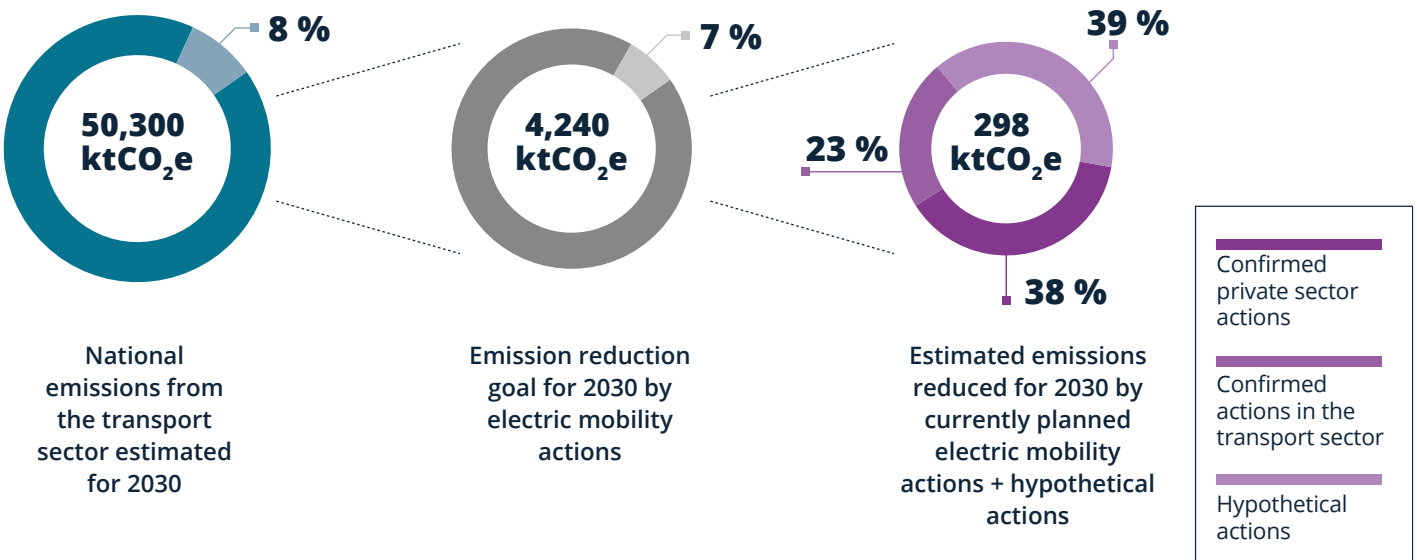 8 %
50,300
ktCO₂e
National
emissions from
the transport
sector estimated
for 2030
7 %
4,240
ktCO₂e
Emission reduction
goal for 2030 by
electric mobility
actions
39 %
23 %
298
ktCO₂e
38 %
Estimated emissions
reduced for 2030 by
currently planned
electric mobility
actions + hypothetical
actions
Confirmed
private sector
actions
Confirmed
actions in the
transport sector
Hypothetical
actions